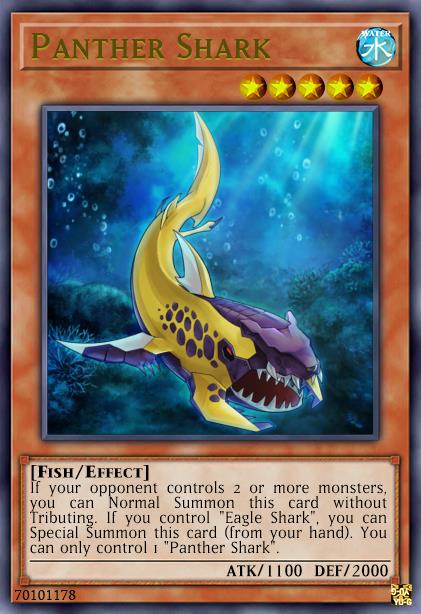 PANTHER SHARK
WATER
水
[FISH/EFFECT]
If your opponent controls 2 or more monsters,
you can Normal Summon this card without
Tributing. If you control "Eagle Shark", you can
Special Summon this card (from your hand). You
can only control 1 "Panther Shark".
ATK/1100 DEF/2000
70101178